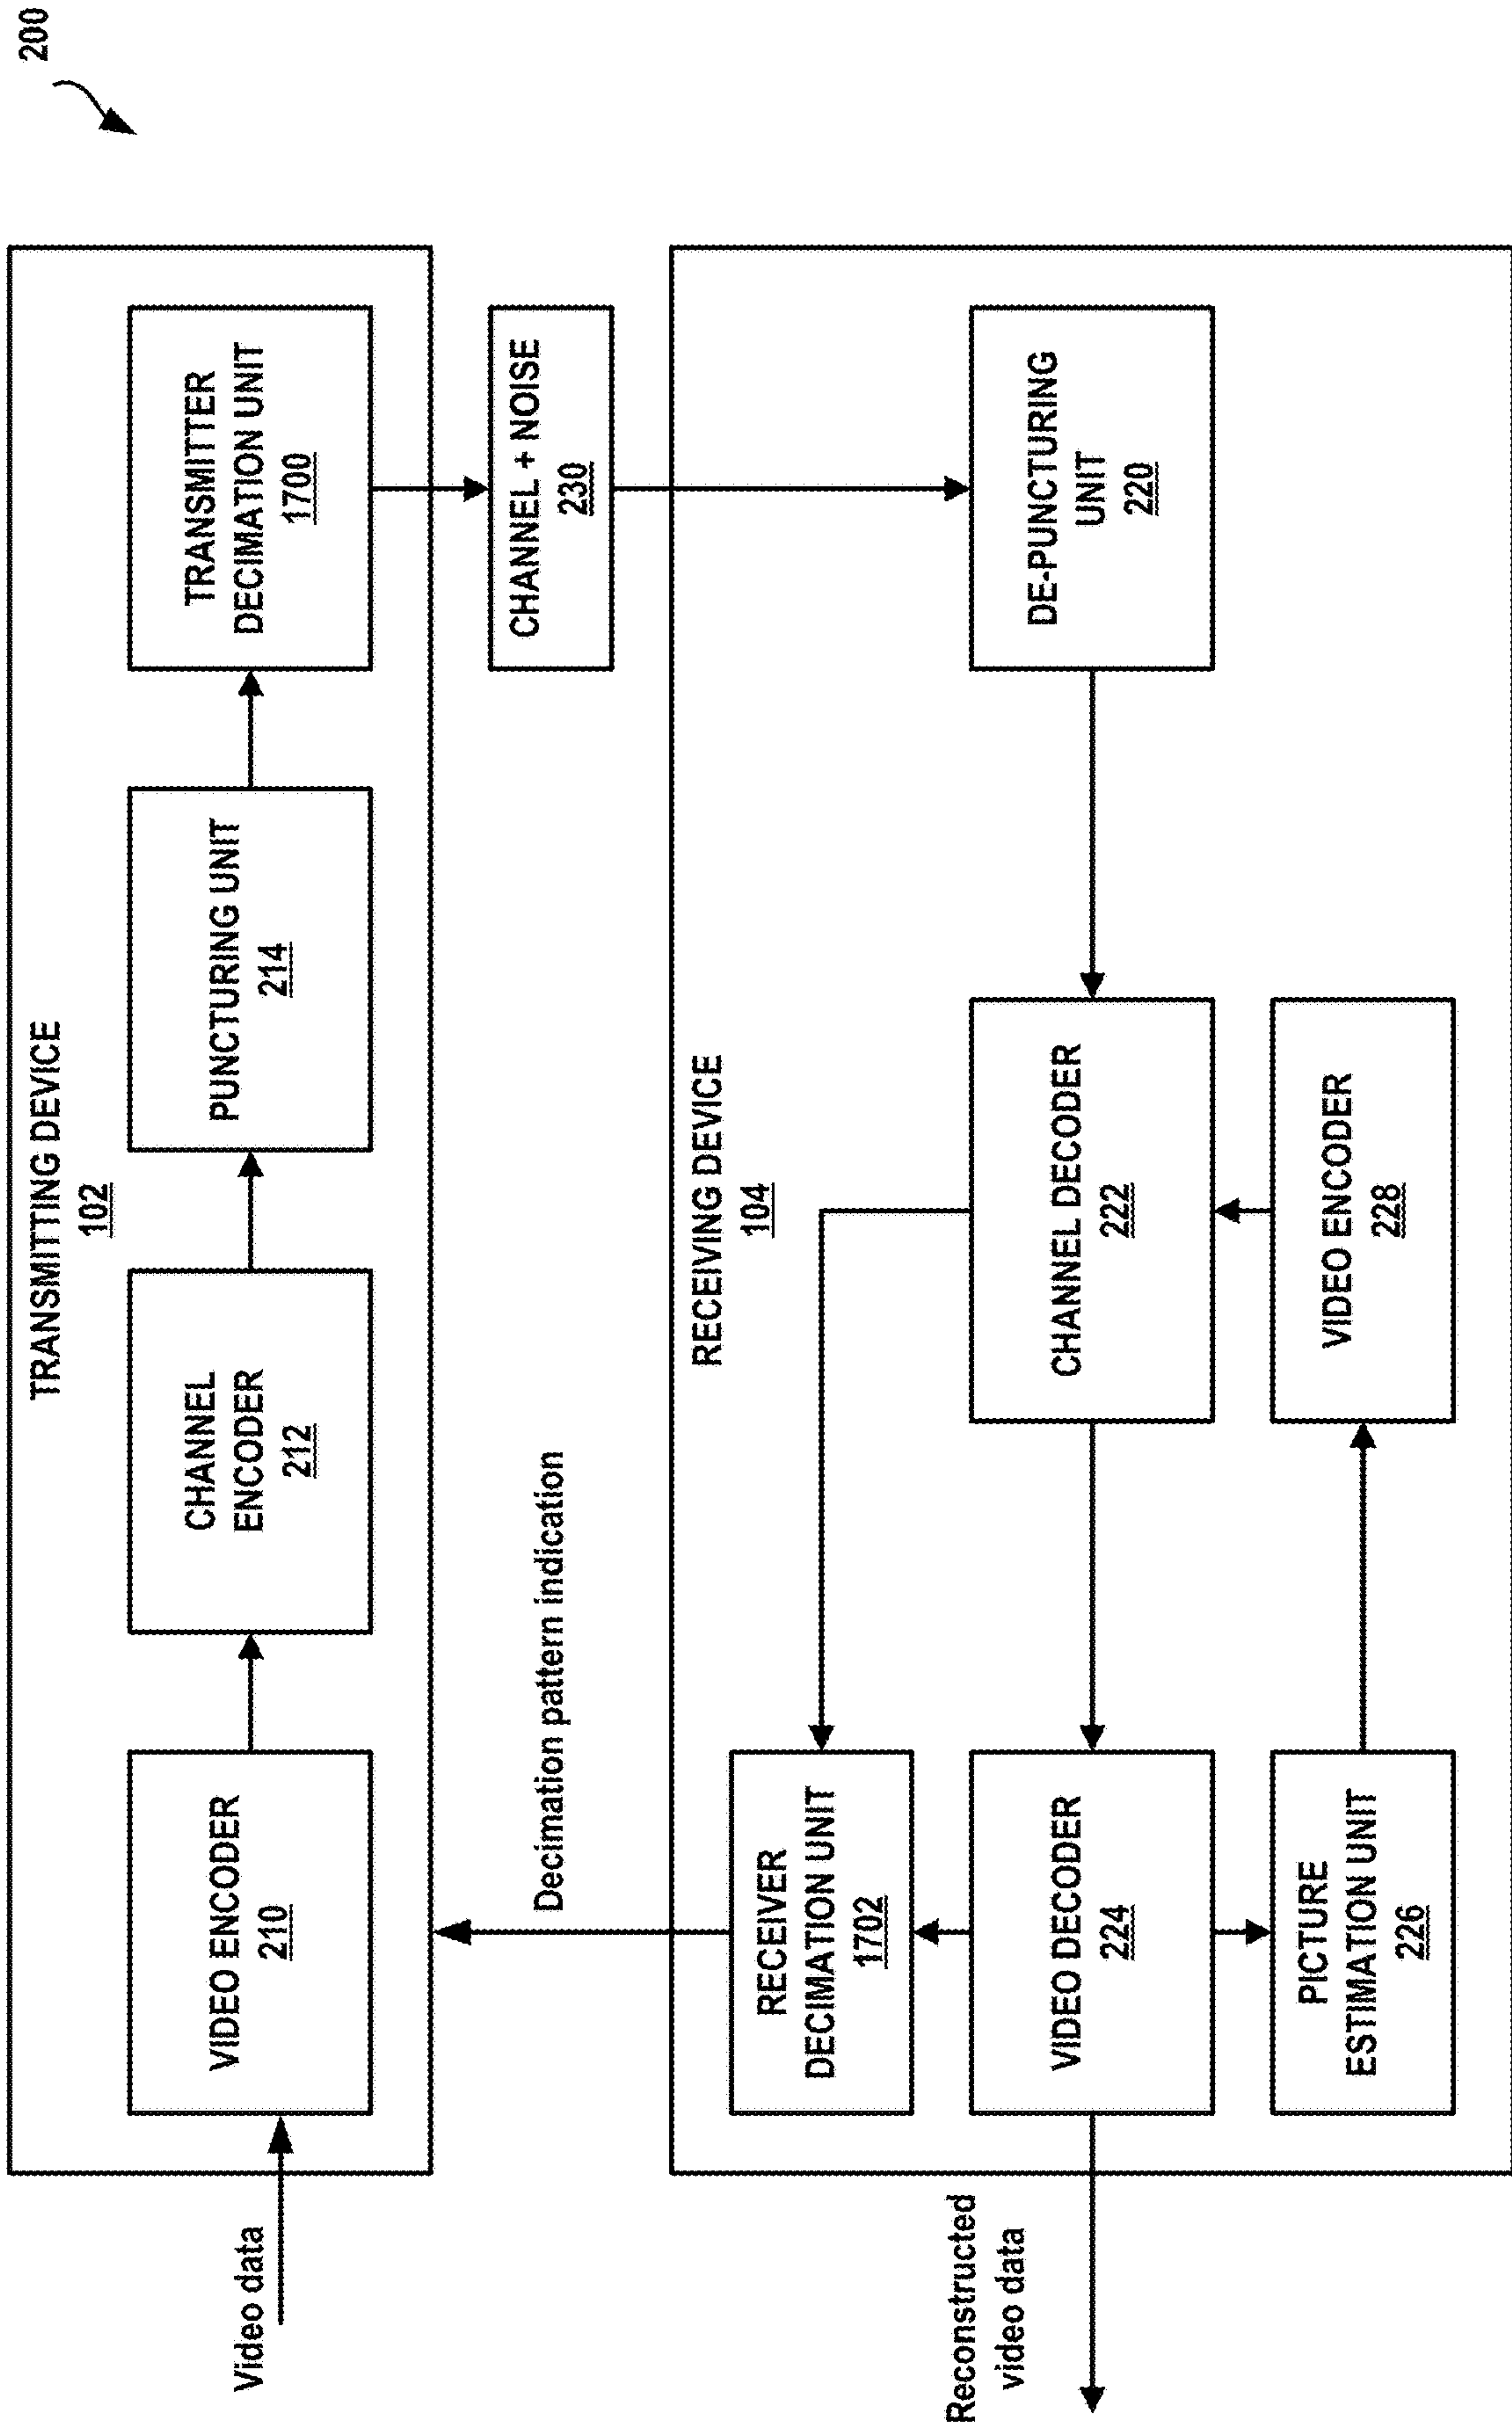 200
TRANSMITTING DEVICE
102
Video data
VIDEO ENCODER
210
CHANNEL
ENCODER
212
PUNCTURING UNIT
214
TRANSMITTER
DECIMATION UNIT
1700
Decimation pattern indication
CHANNEL + NOISE
230
RECEIVING DEVICE
104
RECEIVER
DECIMATION UNIT
1702
Reconstructed
video data
VIDEO DECODER
224
CHANNEL DECODER
222
DE-PUNCTURING
UNIT
220
PICTURE
ESTIMATION UNIT
226
VIDEO ENCODER
228